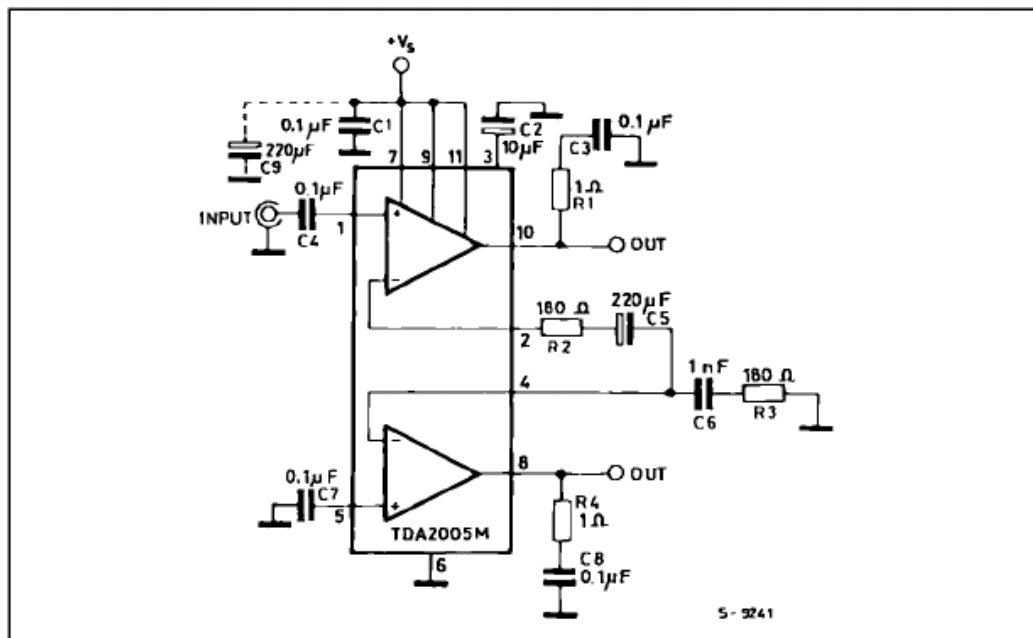 +Vs
0.1 µF
C1
C2
10µF
0.1 µF
C3
220µF
C9
7
9
11
3
1Ω
R1
0.1µF
INPUT
C4
1
+
10
OUT
−
180 Ω
R2
220µF
C5
2
4
1 nF
C6
180 Ω
R3
−
0.1µF
C7
5
+
8
OUT
R4
1Ω
TDA2005M
6
C8
0.1µF
S-9241